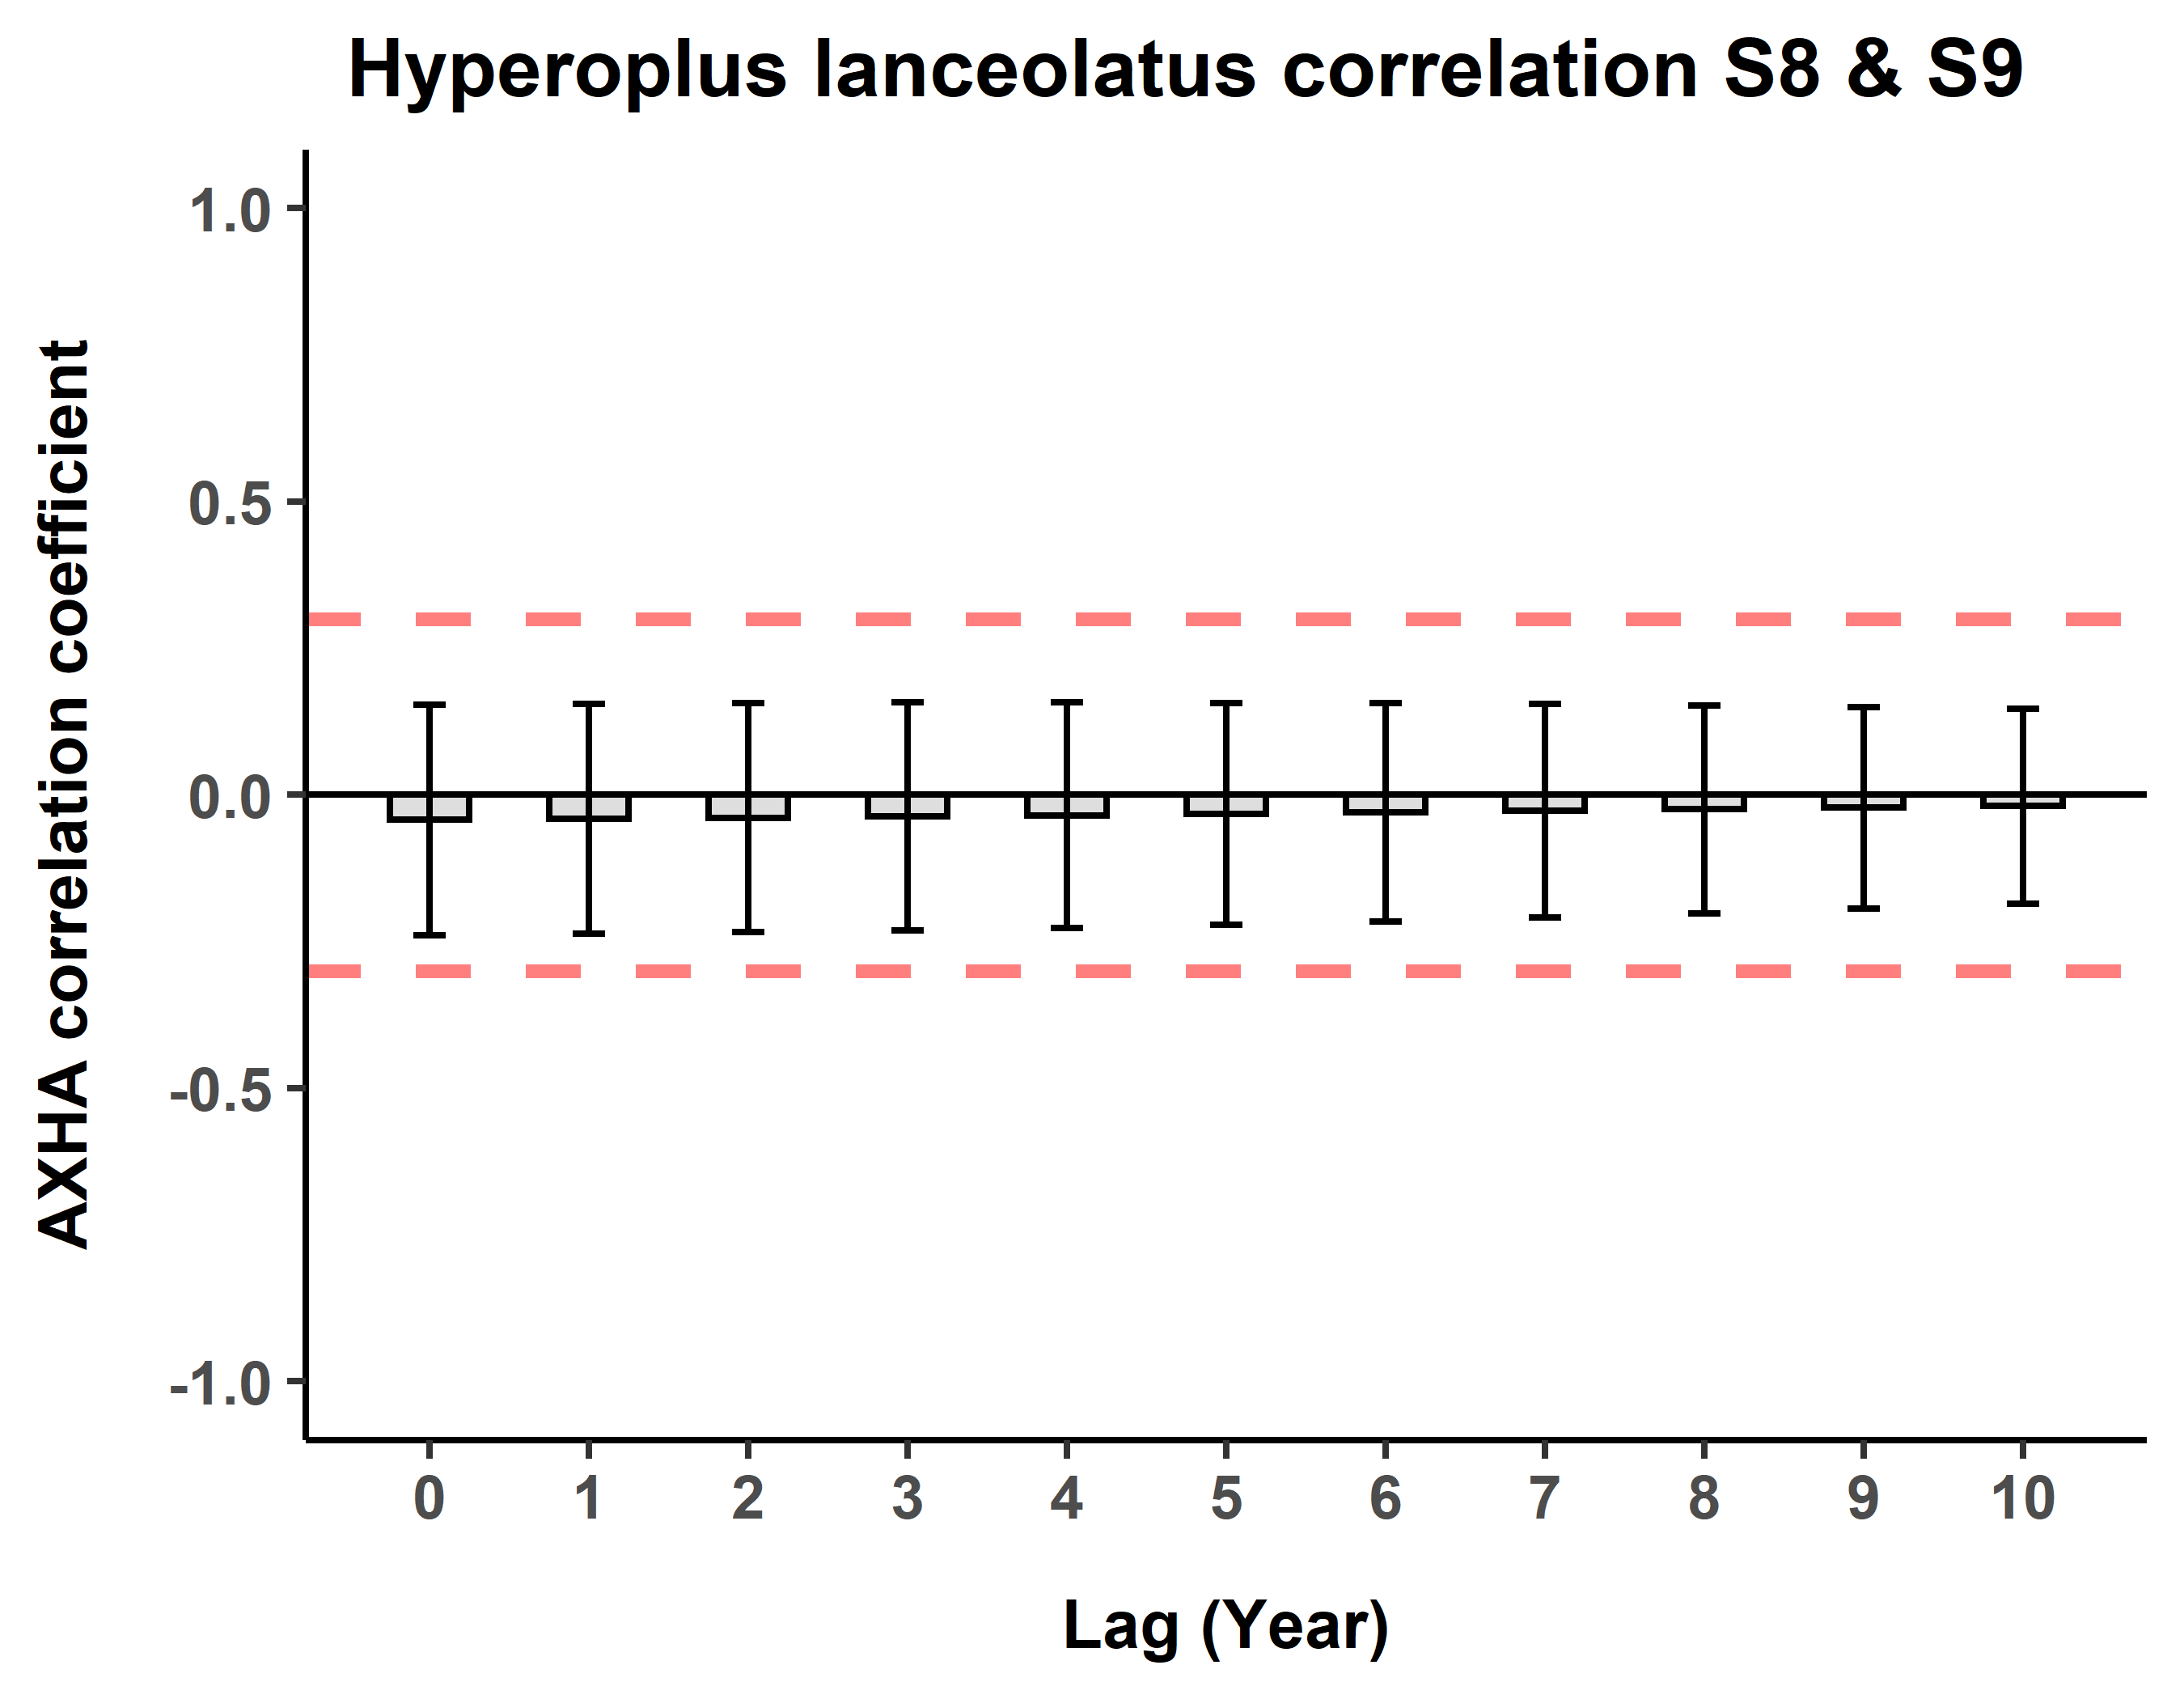 Hyperoplus lanceolatus correlation S8 & S9
AXHA correlation coefficient
1.0
0.5
0.0
-0.5
-1.0
0 1 2 3 4 5 6 7 8 9 10
Lag (Year)